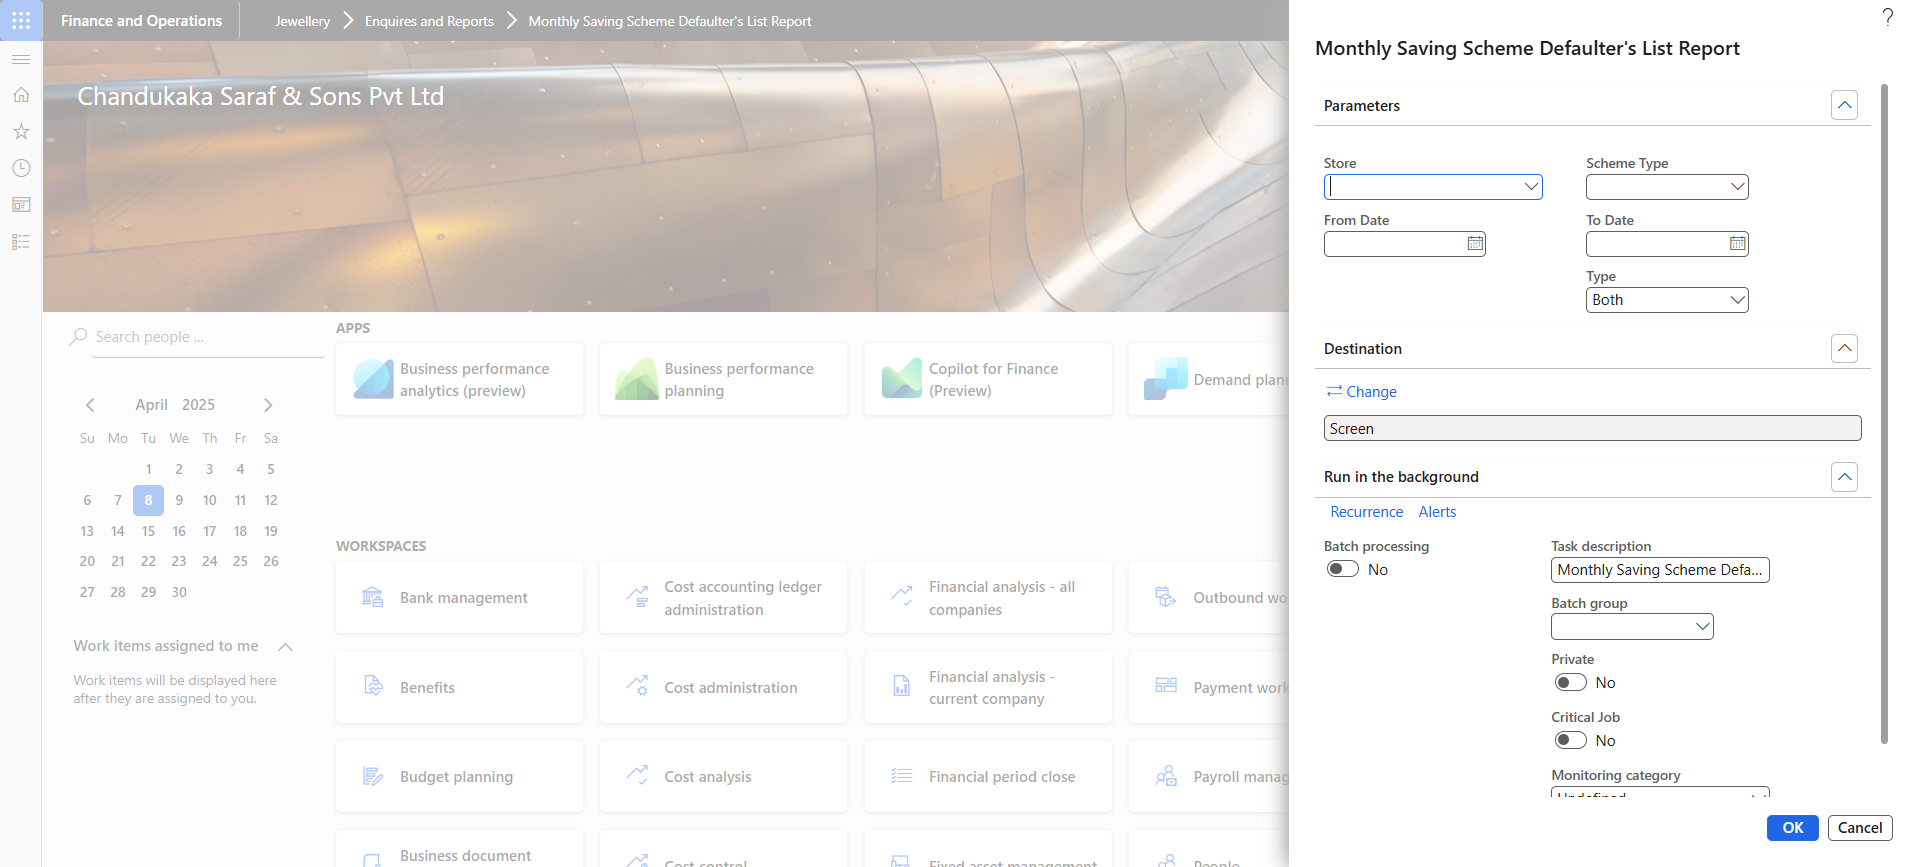 Finance and Operations
Jewellery
Enquires and Reports
Monthly Saving Scheme Defaulter's List Report
?
Chandukaka Saraf & Sons Pvt Ltd
Search people ...
April 2025
Su Mo Tu We Th Fr Sa
1 2 3 4 5
6 7 8 9 10 11 12
13 14 15 16 17 18 19
20 21 22 23 24 25 26
27 28 29 30
Work items assigned to me
Work items will be displayed here
after they are assigned to you.
APPS
Business performance
analytics (preview)
Business performance
planning
Copilot for Finance
(Preview)
Demand plann
WORKSPACES
Bank management
Cost accounting ledger
administration
Financial analysis - all
companies
Outbound wo
Benefits
Cost administration
Financial analysis -
current company
Payment work
Budget planning
Cost analysis
Financial period close
Payroll manag
Business document
Cost control
Fixed asset management
People
Monthly Saving Scheme Defaulter's List Report
Parameters
Store
Scheme Type
From Date
To Date
Type
Both
Destination
Change
Screen
Run in the background
Recurrence
Alerts
Batch processing
No
Task description
Monthly Saving Scheme Defa...
Batch group
Private
No
Critical Job
No
Monitoring category
Undefined
OK
Cancel